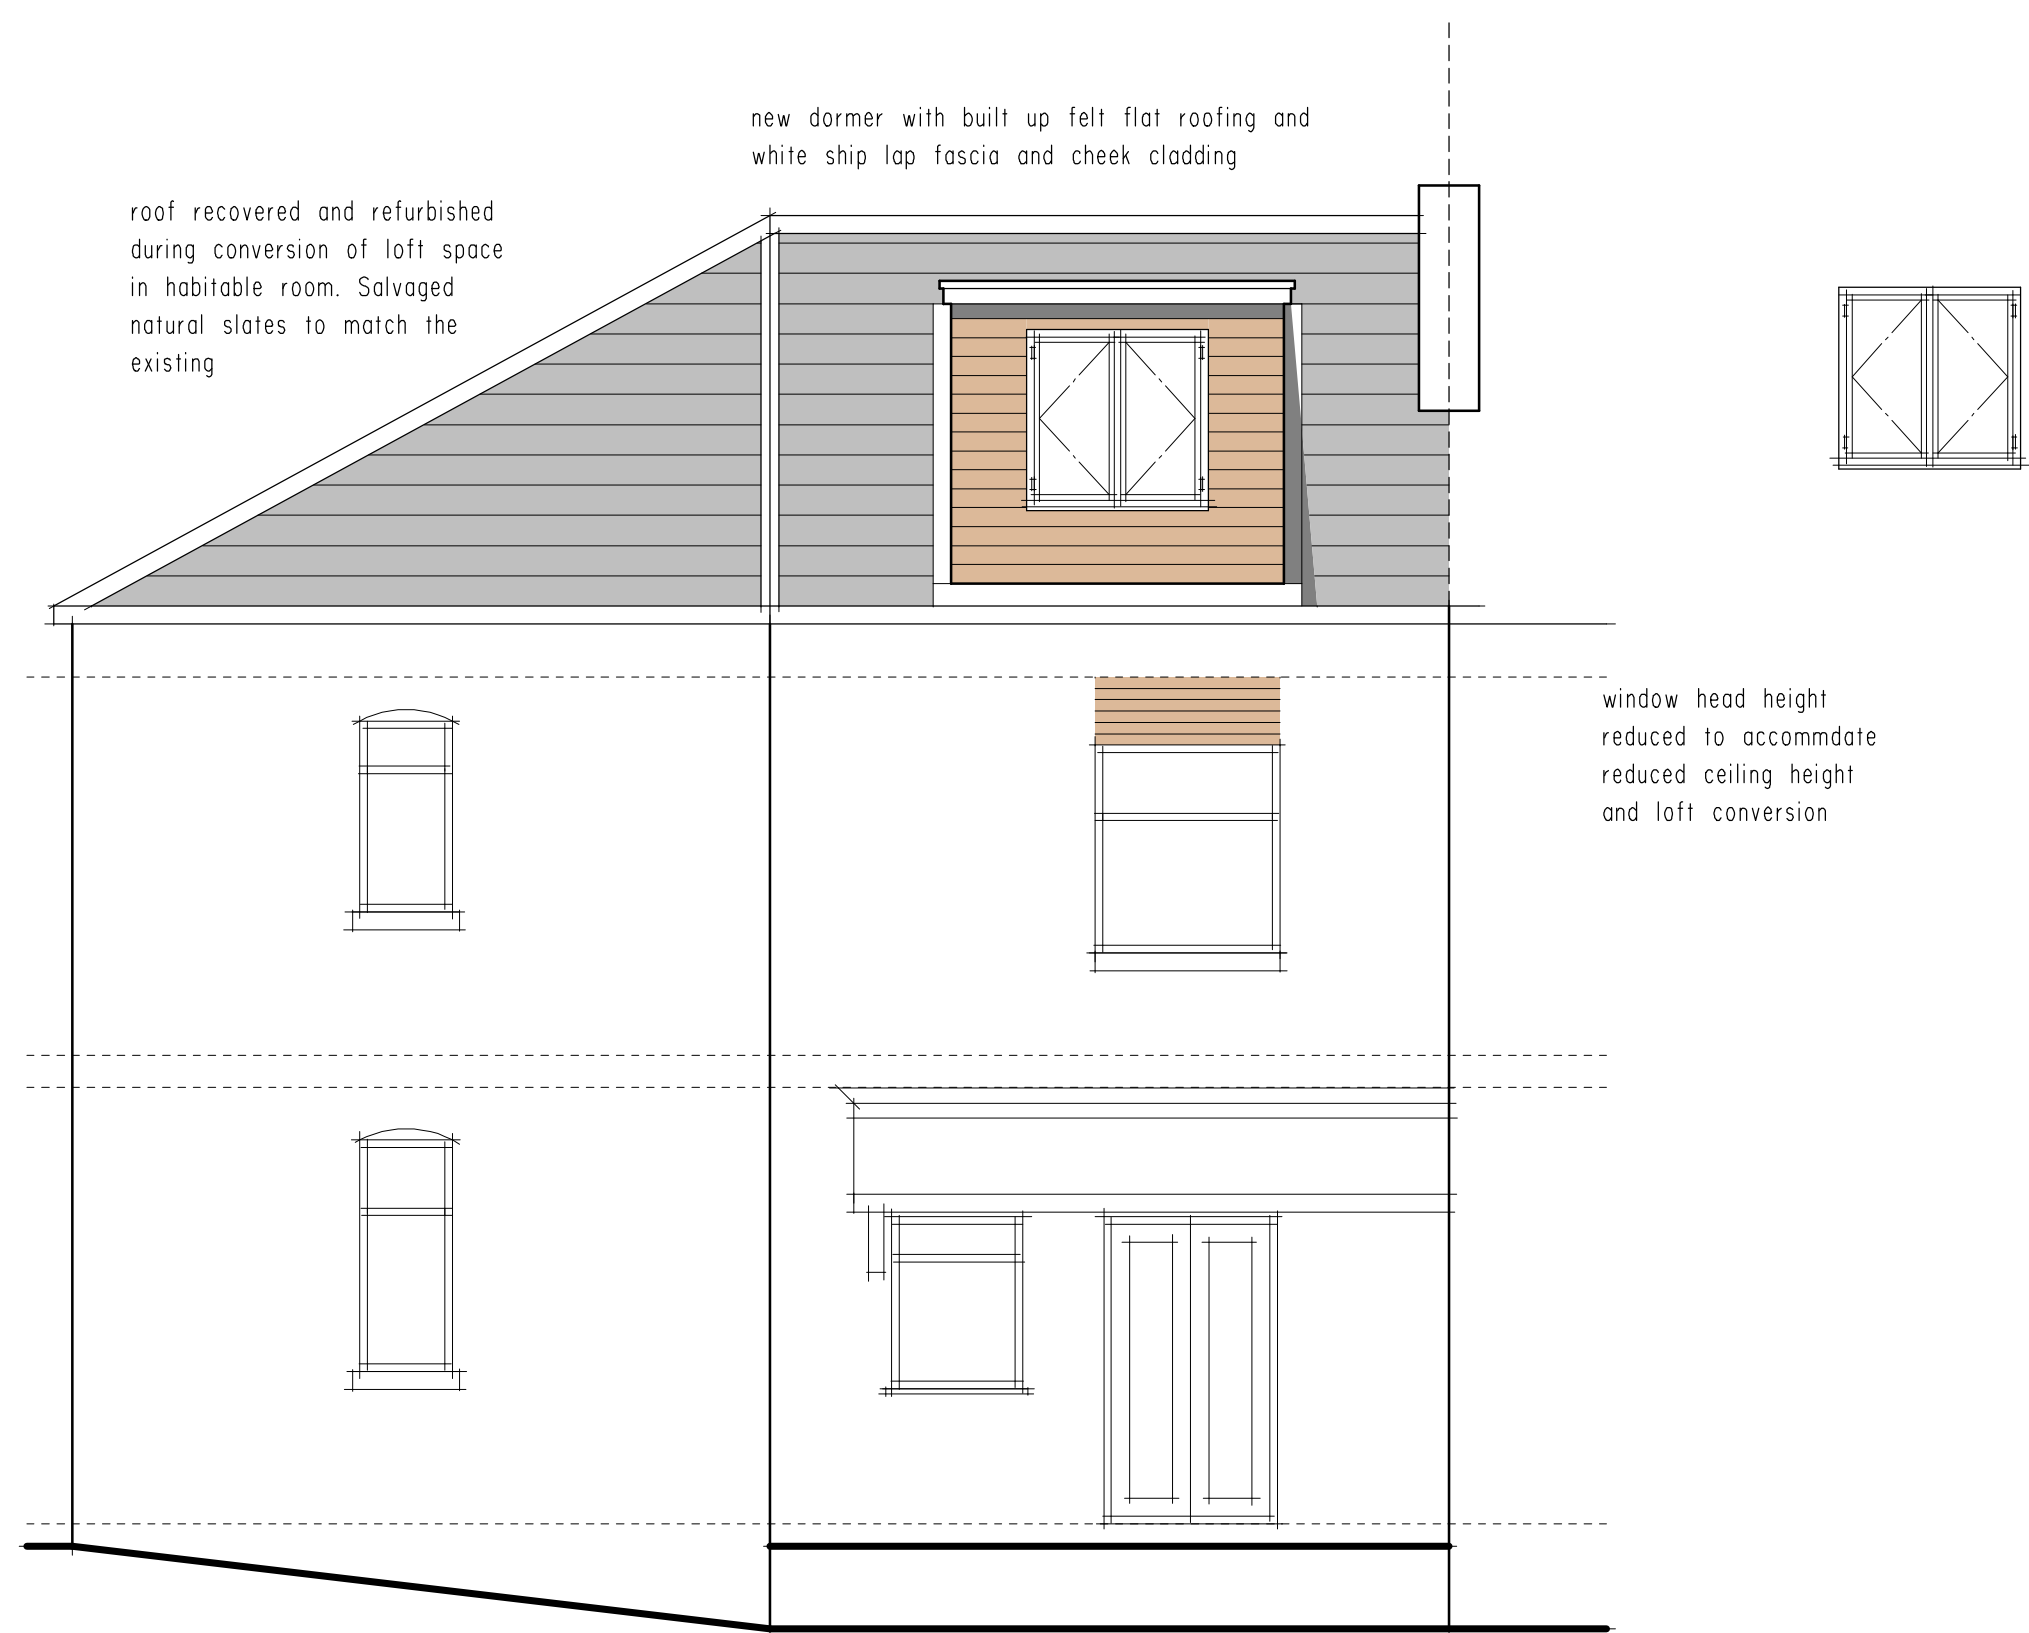 new dormer with built up felt flat roofing and
white ship lap fascia and cheek cladding
roof recovered and refurbished
during conversion of loft space
in habitable room. Salvaged
natural slates to match the
existing
window head height
reduced to accommdate
reduced ceiling height
and loft conversion